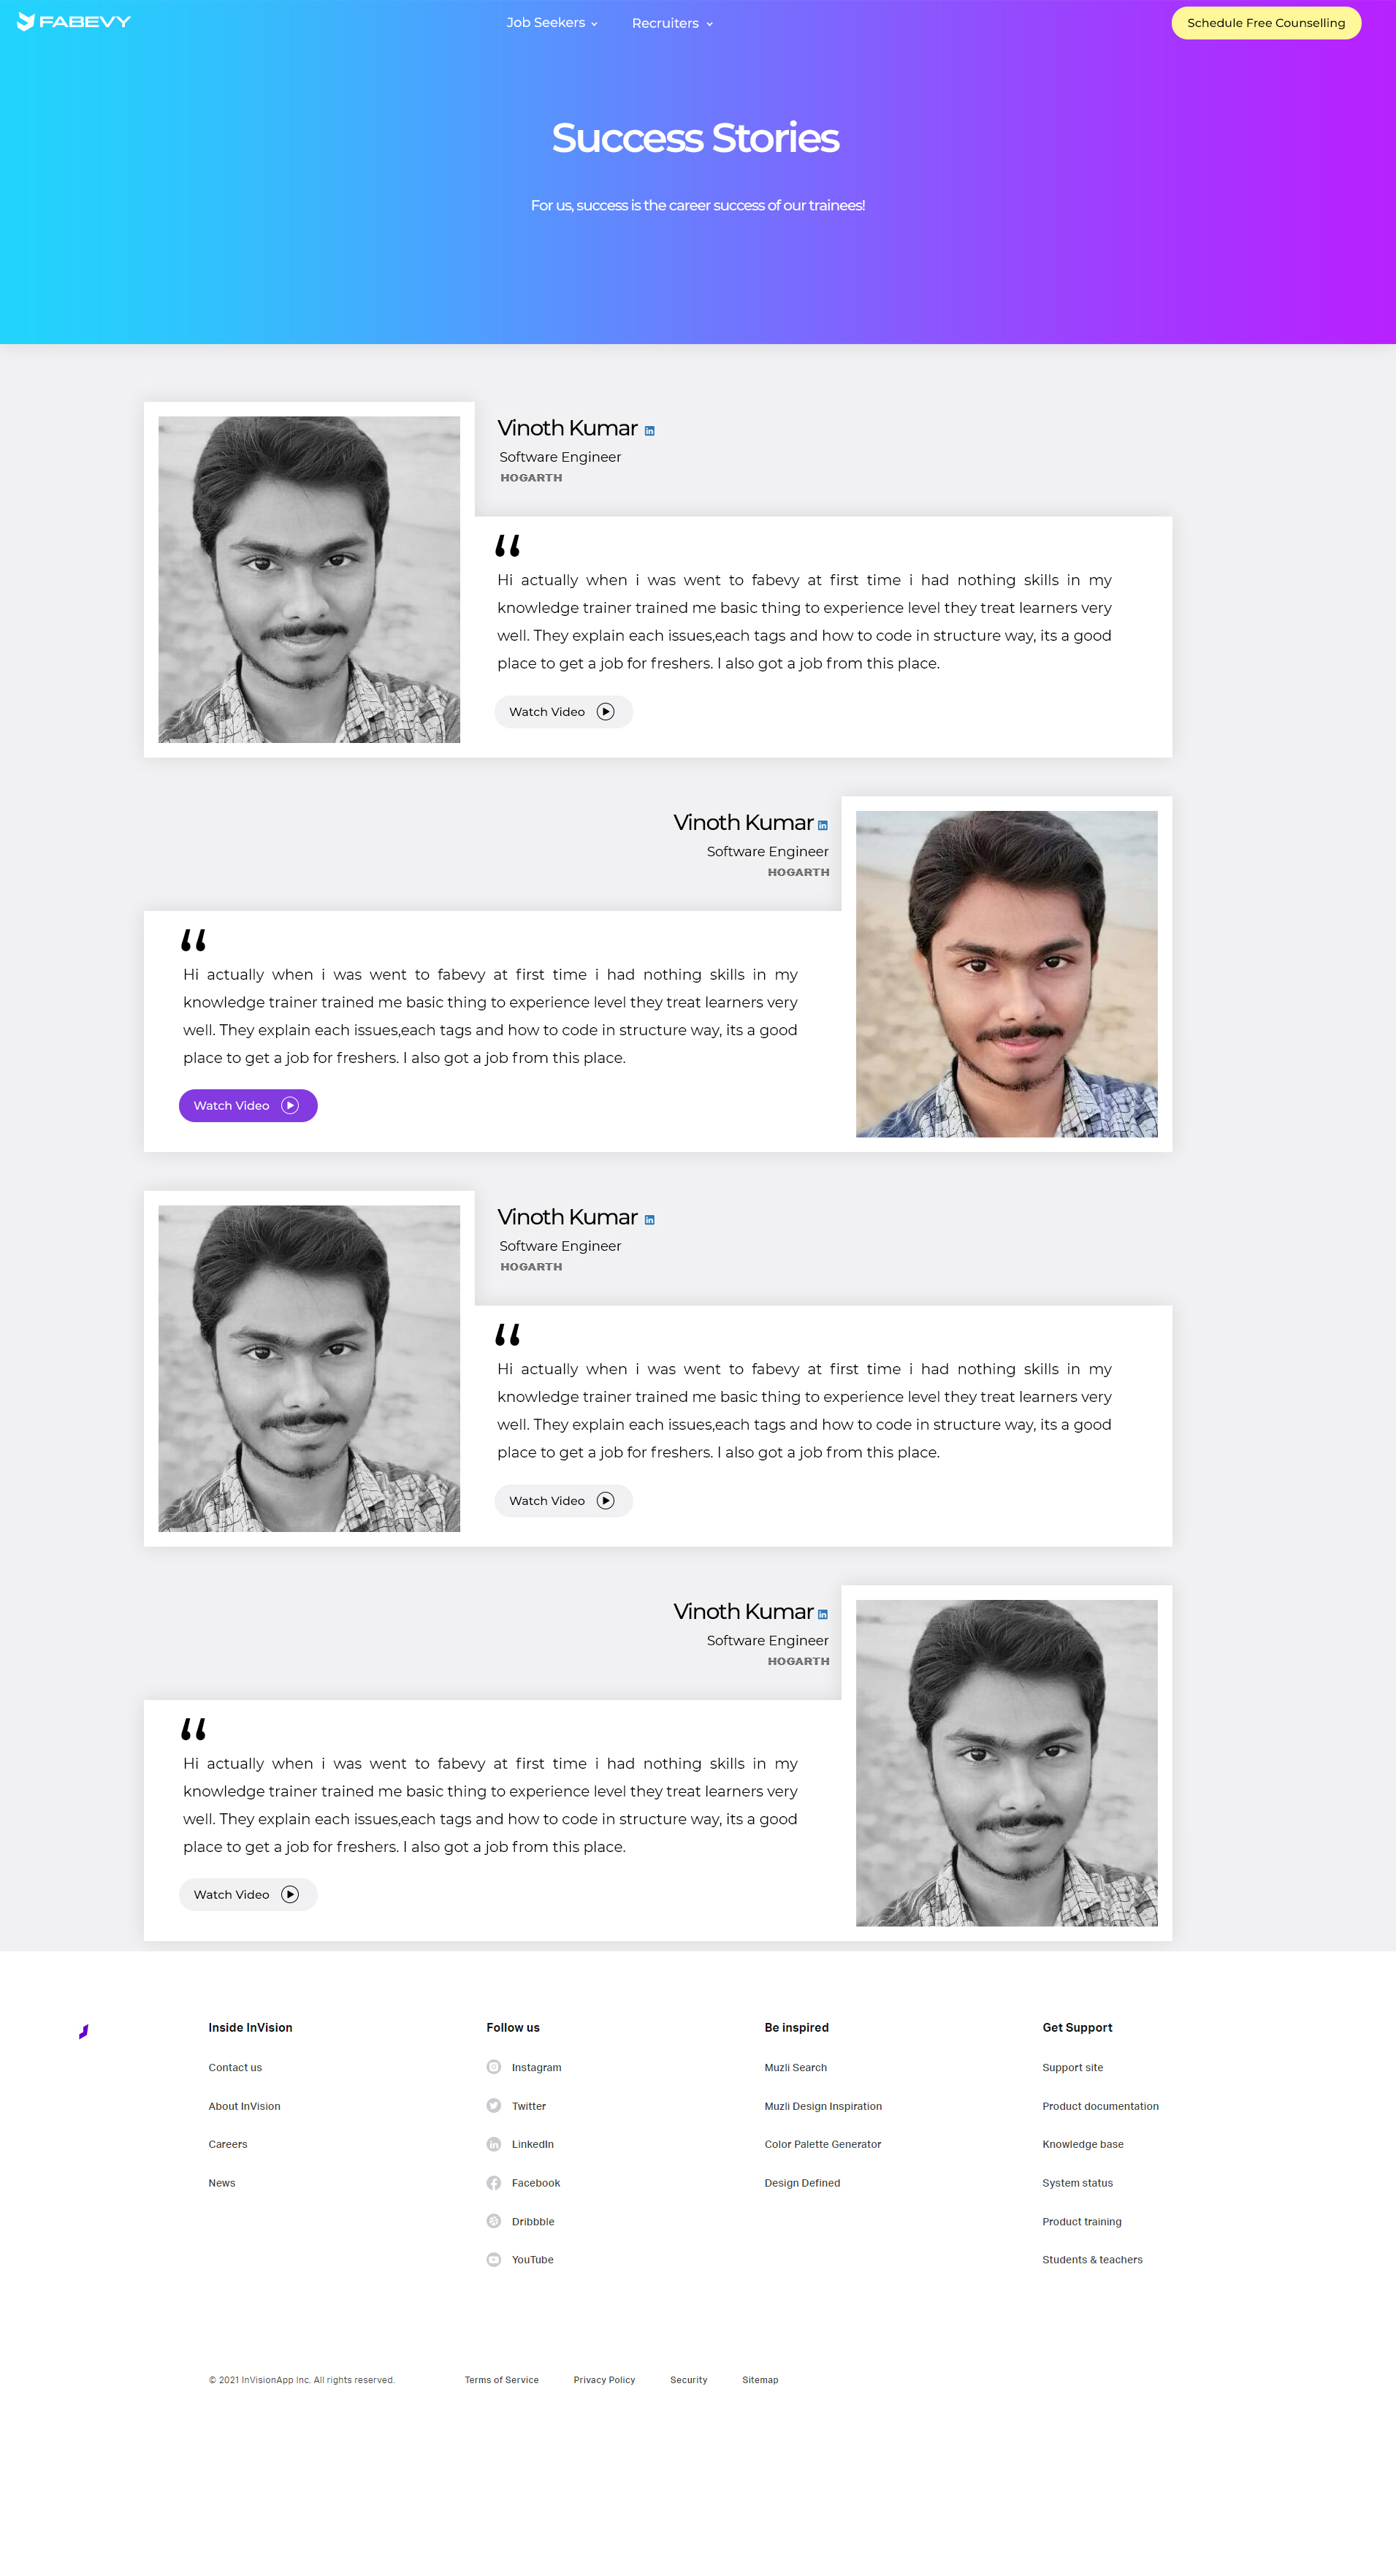 FABEVY
Job Seekers
Recruiters
Schedule Free Counselling
Success Stories
For us, success is the career success of our trainees!
Vinoth Kumar in
Software Engineer
HOGARTH
“
Hi actually when i was went to fabevy at first time i had nothing skills in my
knowledge trainer trained me basic thing to experience level they treat learners very
well. They explain each issues,each tags and how to code in structure way, its a good
place to get a job for freshers. I also got a job from this place.
Watch Video
Vinoth Kumar in
Software Engineer
HOGARTH
“
Hi actually when i was went to fabevy at first time i had nothing skills in my
knowledge trainer trained me basic thing to experience level they treat learners very
well. They explain each issues,each tags and how to code in structure way, its a good
place to get a job for freshers. I also got a job from this place.
Watch Video
Vinoth Kumar in
Software Engineer
HOGARTH
“
Hi actually when i was went to fabevy at first time i had nothing skills in my
knowledge trainer trained me basic thing to experience level they treat learners very
well. They explain each issues,each tags and how to code in structure way, its a good
place to get a job for freshers. I also got a job from this place.
Watch Video
Vinoth Kumar in
Software Engineer
HOGARTH
“
Hi actually when i was went to fabevy at first time i had nothing skills in my
knowledge trainer trained me basic thing to experience level they treat learners very
well. They explain each issues,each tags and how to code in structure way, its a good
place to get a job for freshers. I also got a job from this place.
Watch Video
Inside InVision
Contact us
About InVision
Careers
News
Follow us
Instagram
Twitter
in LinkedIn
Facebook
Dribbble
YouTube
Be inspired
Muzli Search
Muzli Design Inspiration
Color Palette Generator
Design Defined
Get Support
Support site
Product documentation
Knowledge base
System status
Product training
Students & teachers
© 2021 InVisionApp Inc. All rights reserved.
Terms of Service
Privacy Policy
Security
Sitemap